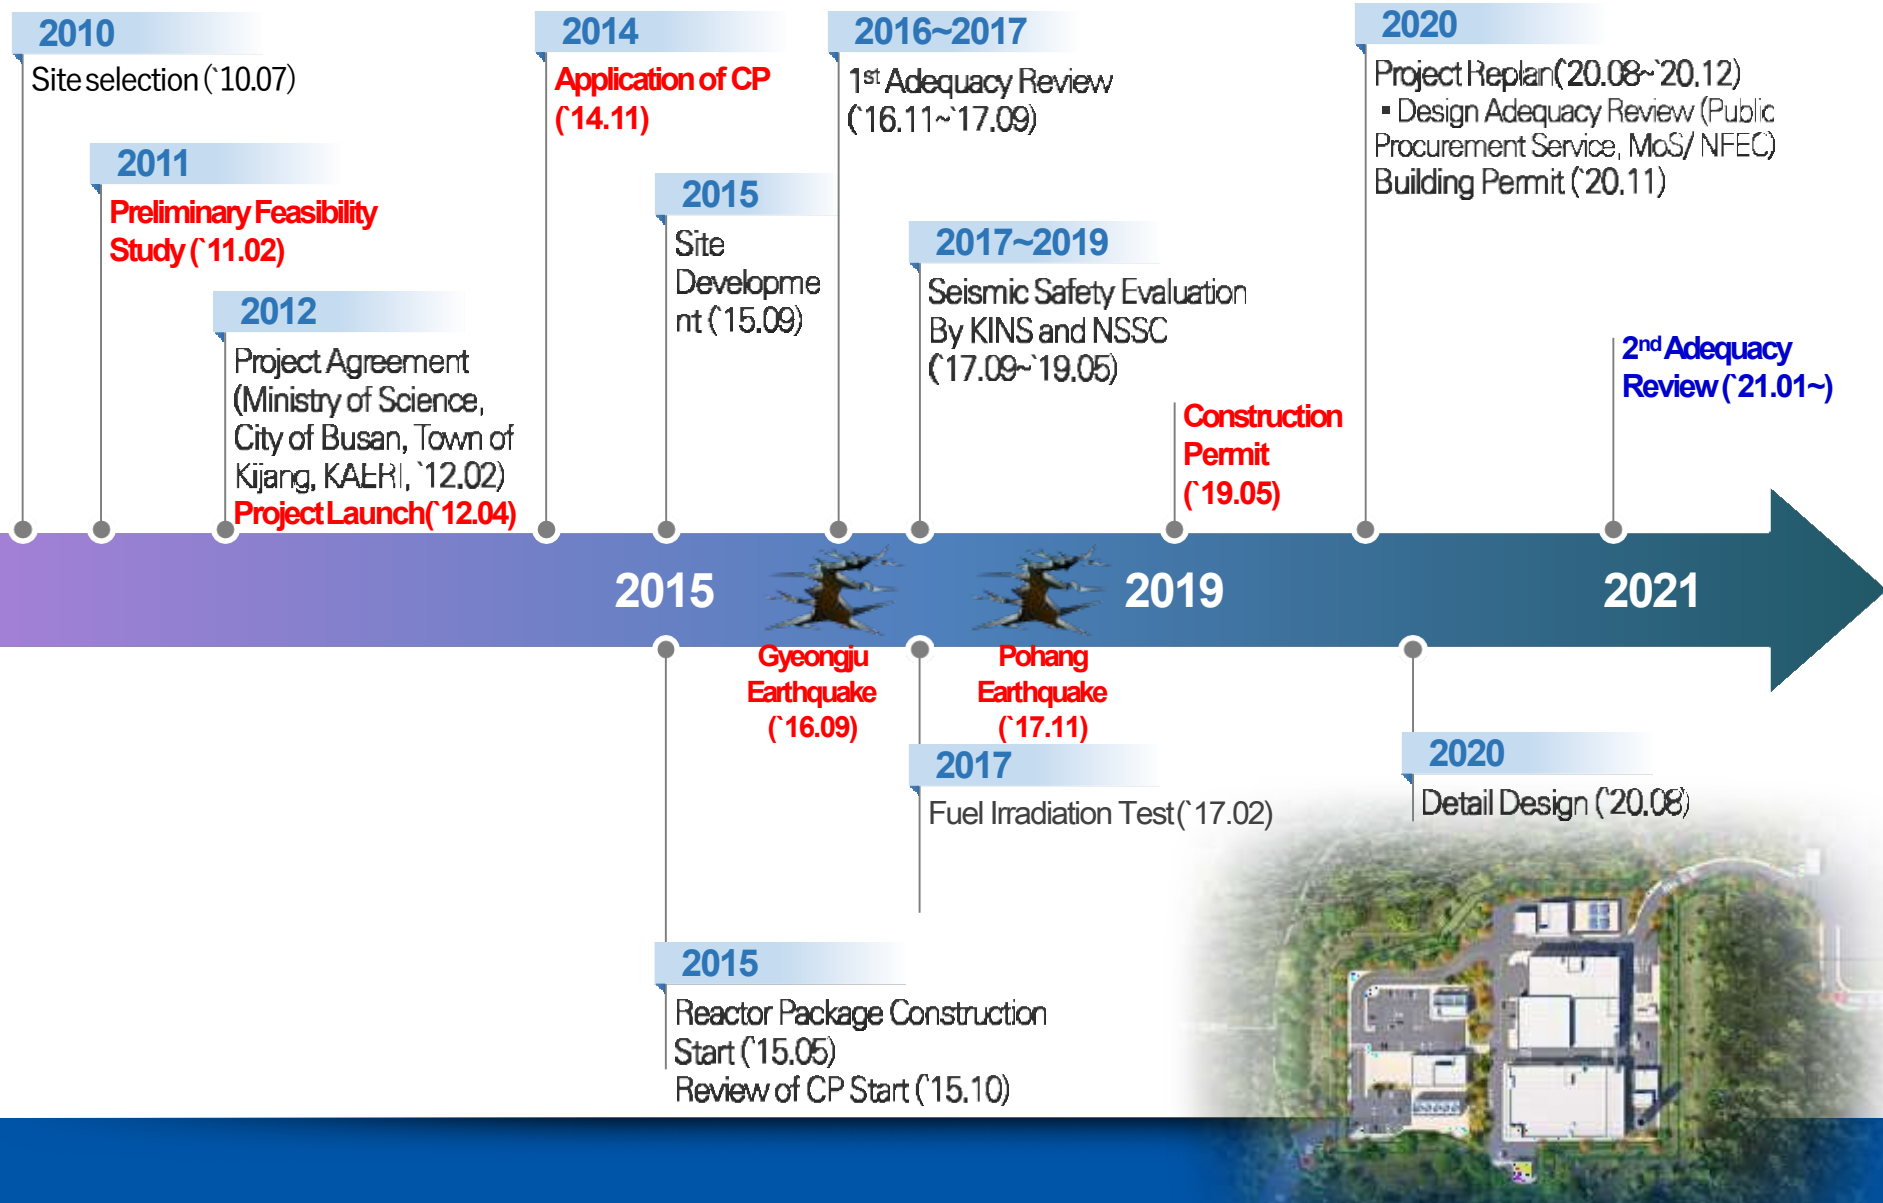 2010
Site selection (`10.07)
2011
Preliminary Feasibility
Study (`11.02)
2012
Project Agreement
(Ministry of Science,
City of Busan, Town of
Kijang, KAERI, `12.02)
Project Launch(`12.04)
2014
Application of CP
(`14.11)
2015
Site
Developme
nt (`15.09)
2016~2017
1st Adequacy Review
(`16.11~`17.09)
2017~2019
Seismic Safety Evaluation
By KINS and NSSC
(`17.09~`19.05)
Construction
Permit
(`19.05)
2020
Project Replan(`20.08~`20.12)
▪ Design Adequacy Review (Public
Procurement Service, MoS/ NFEC)
Building Permit (`20.11)
2nd Adequacy
Review (`21.01~)
2015
2019
2021
Gyeongju
Earthquake
(`16.09)
Pohang
Earthquake
(`17.11)
2017
Fuel Irradiation Test (`17.02)
2020
Detail Design (`20.08)
2015
Reactor Package Construction
Start (`15.05)
Review of CP Start (`15.10)